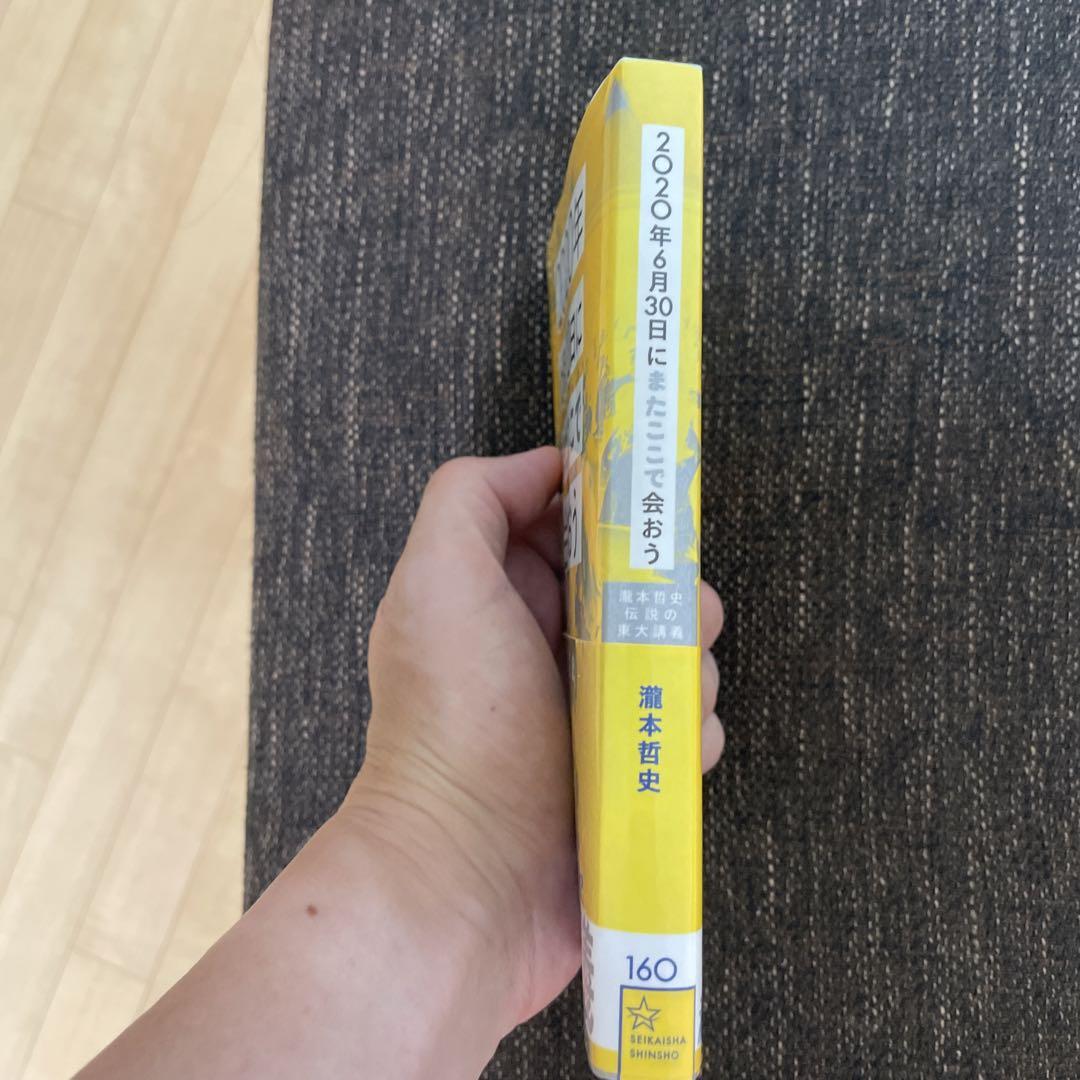 2020年6月30日にまたここで会おう
瀧本哲史
伝説の
東大講義
瀧本哲史
160
SEIKAISHA
SHINSHO